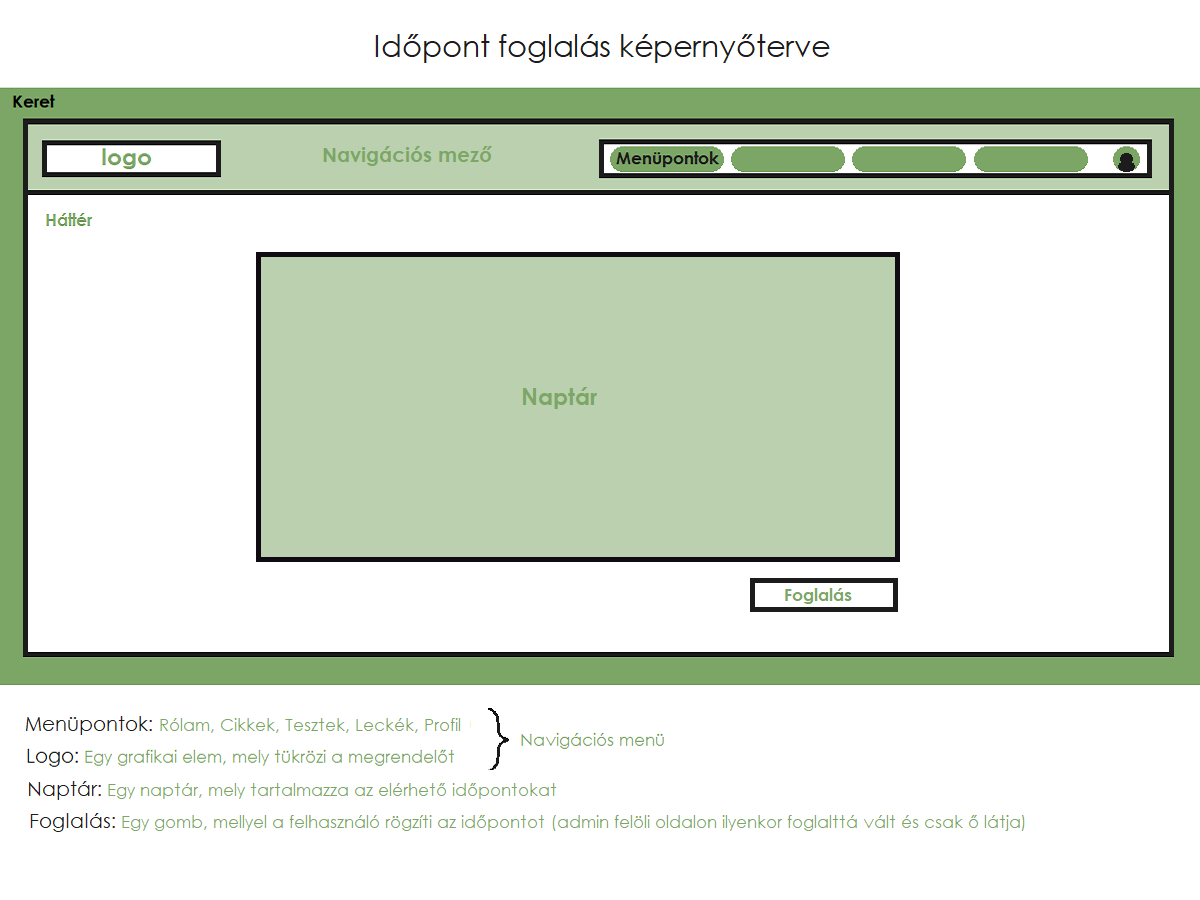 Időpont foglalás képernyőterve
Keret
logo
Navigációs mező
Menüpontok
Háttér
Naptár
Foglalás
Menüpontok: Rólam, Cikkek, Tesztek, Leckék, Profil
Navigációs menü
Logo: Egy grafikai elem, mely tükrözi a megrendelőt
Naptár: Egy naptár, mely tartalmazza az elérhető időpontokat
Foglalás: Egy gomb, mellyel a felhasználó rögzíti az időpontot (admin felöli oldalon ilyenkor foglalttá vált és csak ő látja)